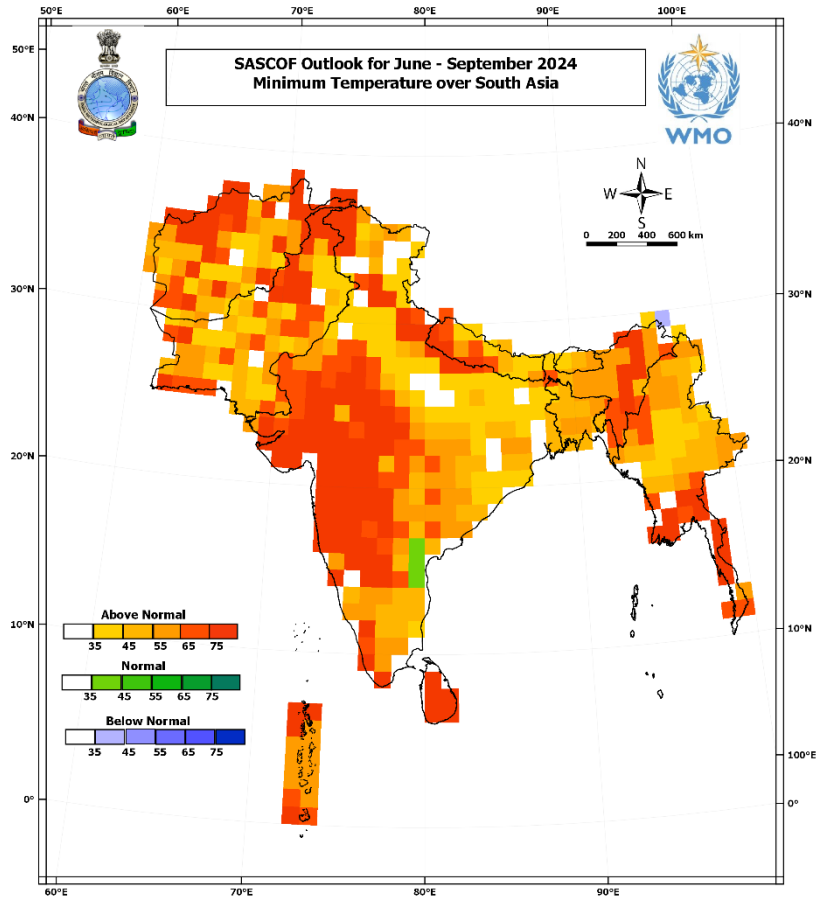 50°E 60°E 70°E 80°E 90°E 100°E
SASCOF Outlook for June - September 2024
Minimum Temperature over South Asia
WMO
50°N
40°N
40°N
N
W E
S
0 200 400 600 km
30°N
30°N
20°N
20°N
10°N
10°N
Above Normal
35 45 55 65 75
Normal
35 45 55 65 75
Below Normal
35 45 55 65 75
100°E
0°
0°
60°E 70°E 80°E 90°E